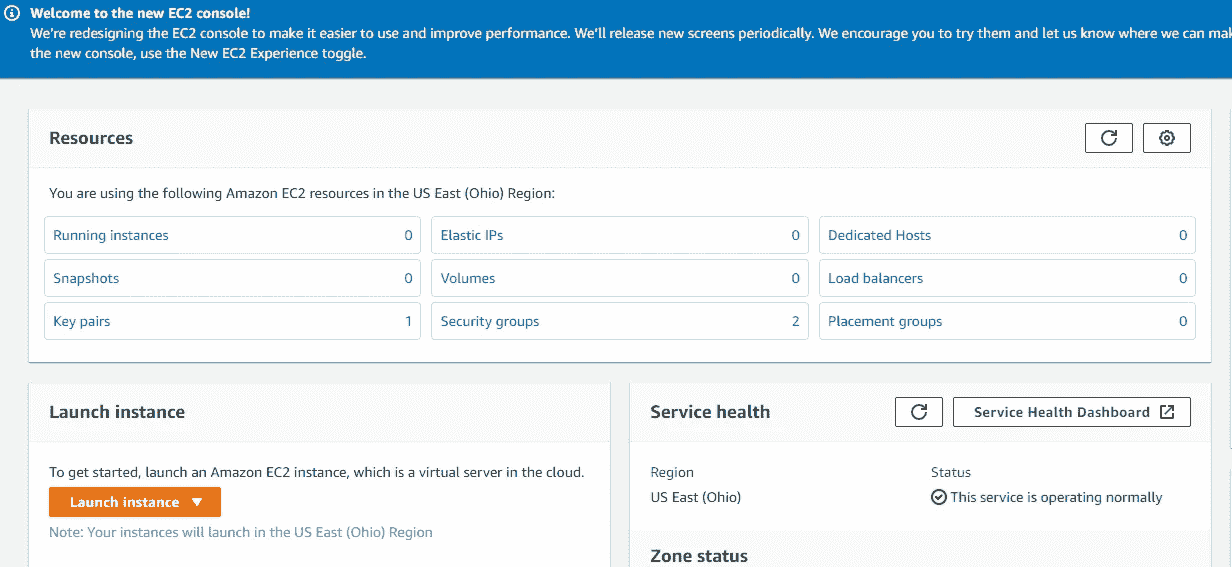 Welcome to the new EC2 console!
We're redesigning the EC2 console to make it easier to use and improve performance. We'll release new screens periodically. We encourage you to try them and let us know where we can
the new console, use the New EC2 Experience toggle.
Resources
You are using the following Amazon EC2 resources in the US East (Ohio) Region:
Running instances 0 Elastic IPs 0 Dedicated Hosts 0
Snapshots 0 Volumes 0 Load balancers 0
Key pairs 1 Security groups 2 Placement groups 0
Launch instance
To get started, launch an Amazon EC2 instance, which is a virtual server in the cloud.
Launch instance
Note: Your instances will launch in the US East (Ohio) Region
Service health
Service Health Dashboard
Region Status
US East (Ohio) This service is operating normally
Zone status